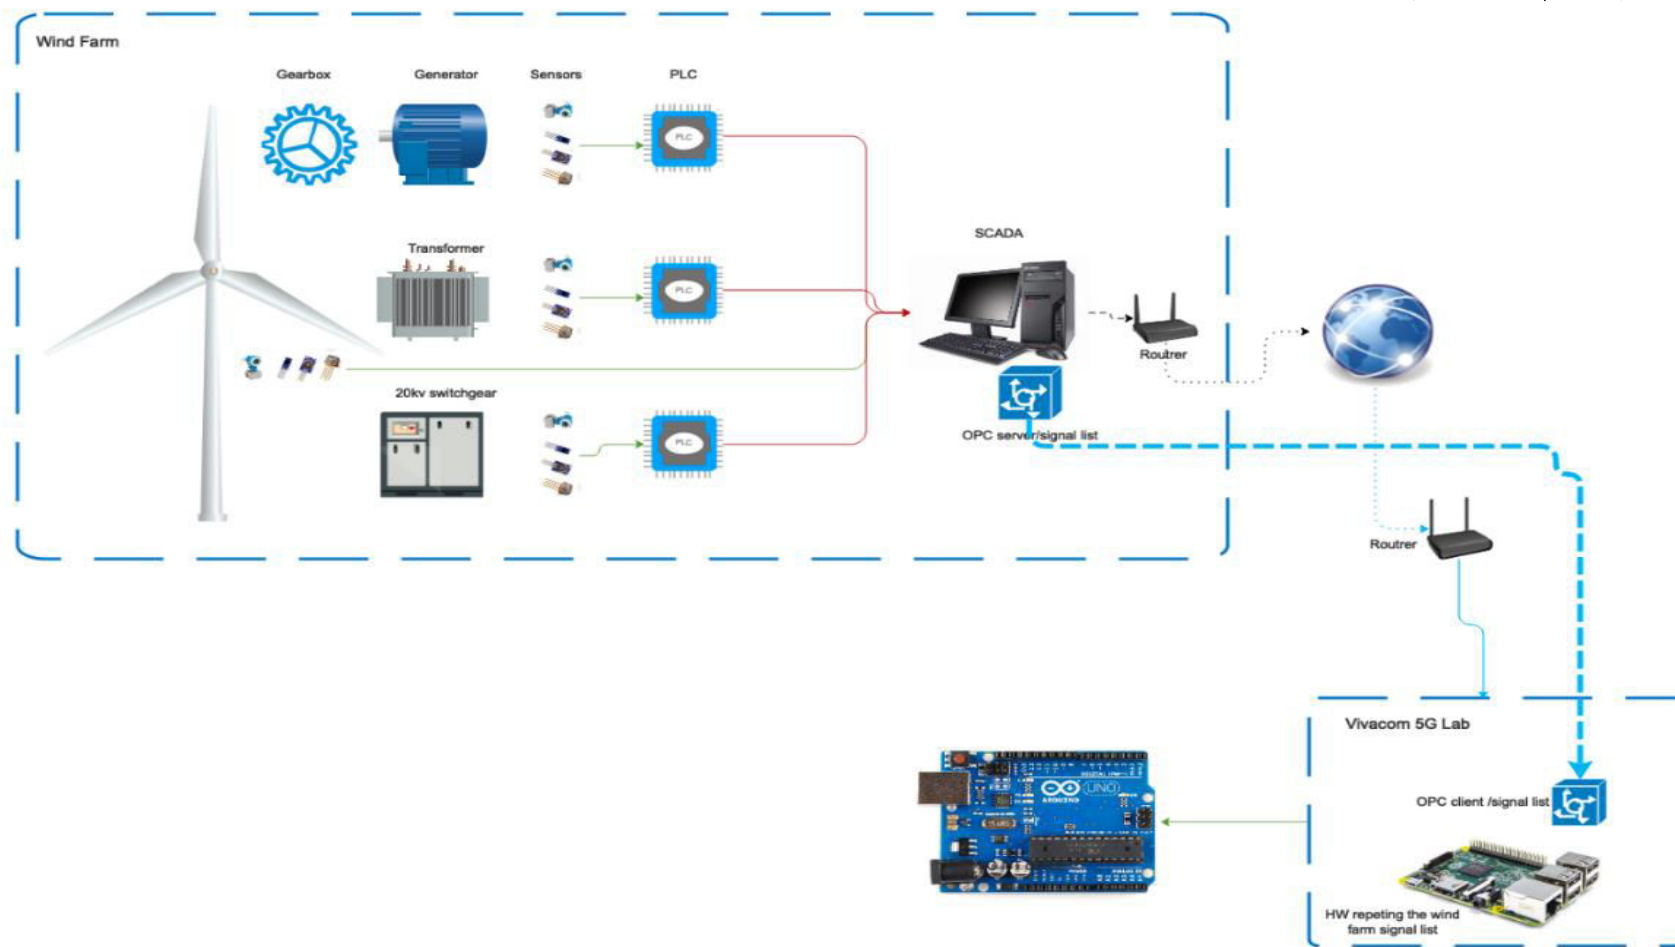 Wind Farm
Gearbox
Generator
Sensors
PLC
PLC
Transformer
PLC
SCADA
Routrer
20kv switchgear
PLC
OPC server/signal list
Routrer
Vivacom 5G Lab
UNO
OPC client /signal list
HW repeting the wind
farm signal list